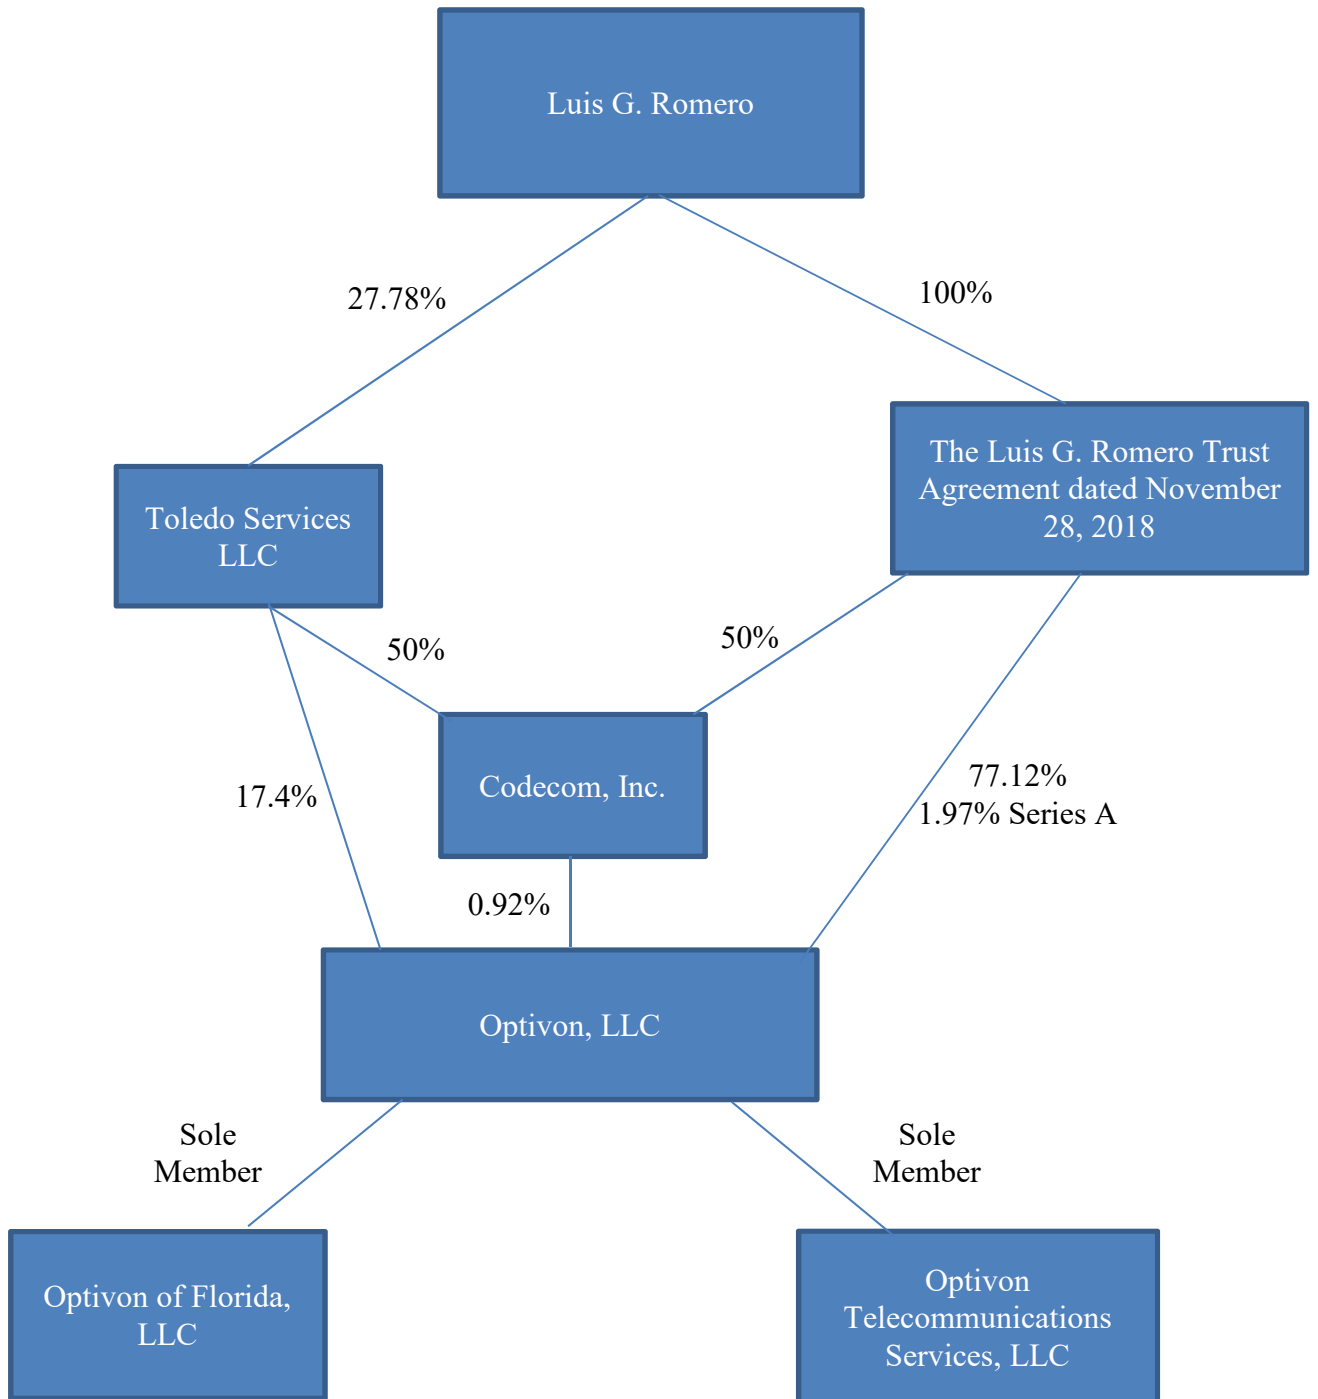 Luis G. Romero
27.78%
100%
The Luis G. Romero Trust
Agreement dated November
28, 2018
Toledo Services
LLC
50%
50%
Codecom, Inc.
17.4%
77.12%
1.97% Series A
0.92%
Optivon, LLC
Sole
Member
Sole
Member
Optivon of Florida,
LLC
Optivon
Telecommunications
Services, LLC